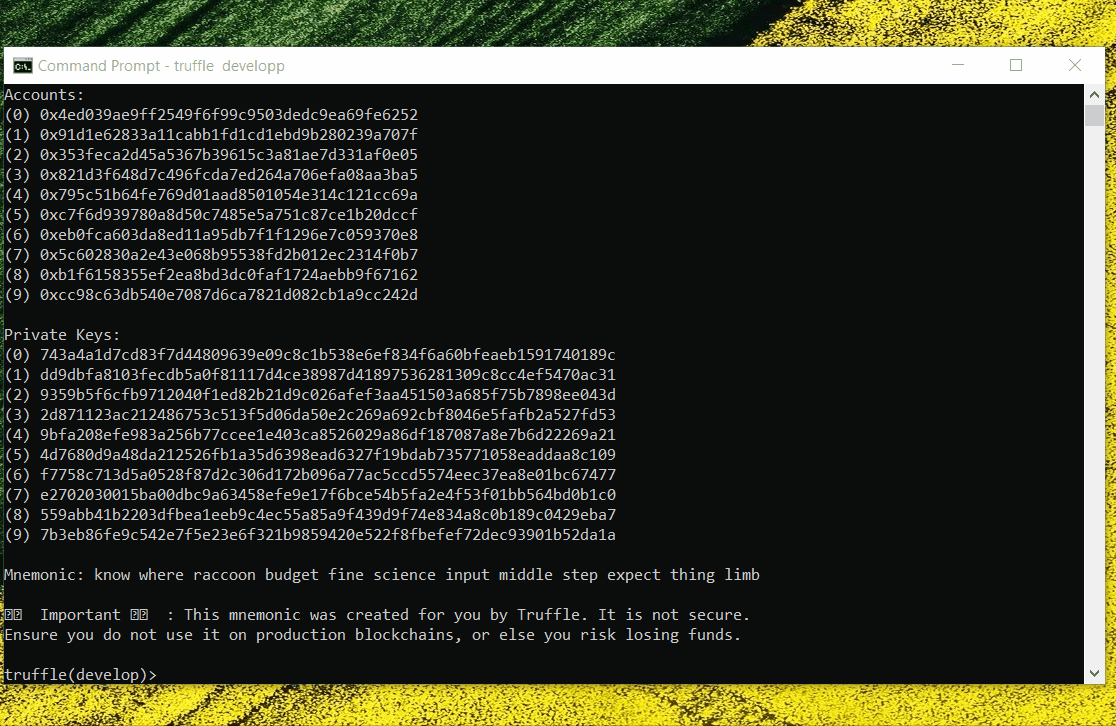 Command Prompt - truffle  developp
Accounts:
(0) 0x4ed039ae9ff2549f6f99c9503dedc9ea69fe6252
(1) 0x91d1e62833a11cabb1fd1cd1ebd9b280239a707f
(2) 0x353feca2d45a5367b39615c3a81ae7d331af0e05
(3) 0x821d3f648d7c496fcda7ed264a706efa08aa3ba5
(4) 0x795c51b64fe769d01aad8501054e314c121cc69a
(5) 0xc7f6d939780a8d50c7485e5a751c87ce1b20dccf
(6) 0xeb0fca603da8ed11a95db7f1f1296e7c059370e8
(7) 0x5c602830a2e43e068b95538fd2b012ec2314f0b7
(8) 0xb1f6158355ef2ea8bd3dc0faf1724aebb9f67162
(9) 0xcc98c63db540e7087d6ca7821d082cb1a9cc242d
Private Keys:
(0) 743a4a1d7cd83f7d44809639e09c8c1b538e6ef834f6a60bfeaeb1591740189c
(1) dd9dbfa8103fecdb5a0f81117d4ce38987d41897536281309c8cc4ef5470ac31
(2) 9359b5f6cfb9712040f1ed82b21d9c026afef3aa451503a685f75b7898ee043d
(3) 2d871123ac212486753c513f5d06da50e2c269a692cbf8046e5fafb2a527fd53
(4) 9bfa208efe983a256b77ccee1e403ca8526029a86df187087a8e7b6d22269a21
(5) 4d7680d9a48da212526fb1a35d6398ead6327f19bdab735771058eaddaa8c109
(6) f7758c713d5a0528f87d2c306d172b096a77ac5ccd5574eec37ea8e01bc67477
(7) e2702030015ba00dbc9a63458efe9e17f6bce54b5fa2e4f53f01bb564bd0b1c0
(8) 559abb41b2203dfbea1eeb9c4ec55a85a9f439d9f74e834a8c0b189c0429eba7
(9) 7b3eb86fe9c542e7f5e23e6f321b9859420e522f8fbefef72dec93901b52da1a
Mnemonic: know where raccoon budget fine science input middle step expect thing limb
Important : This mnemonic was created for you by Truffle. It is not secure.
Ensure you do not use it on production blockchains, or else you risk losing funds.
truffle(develop)>